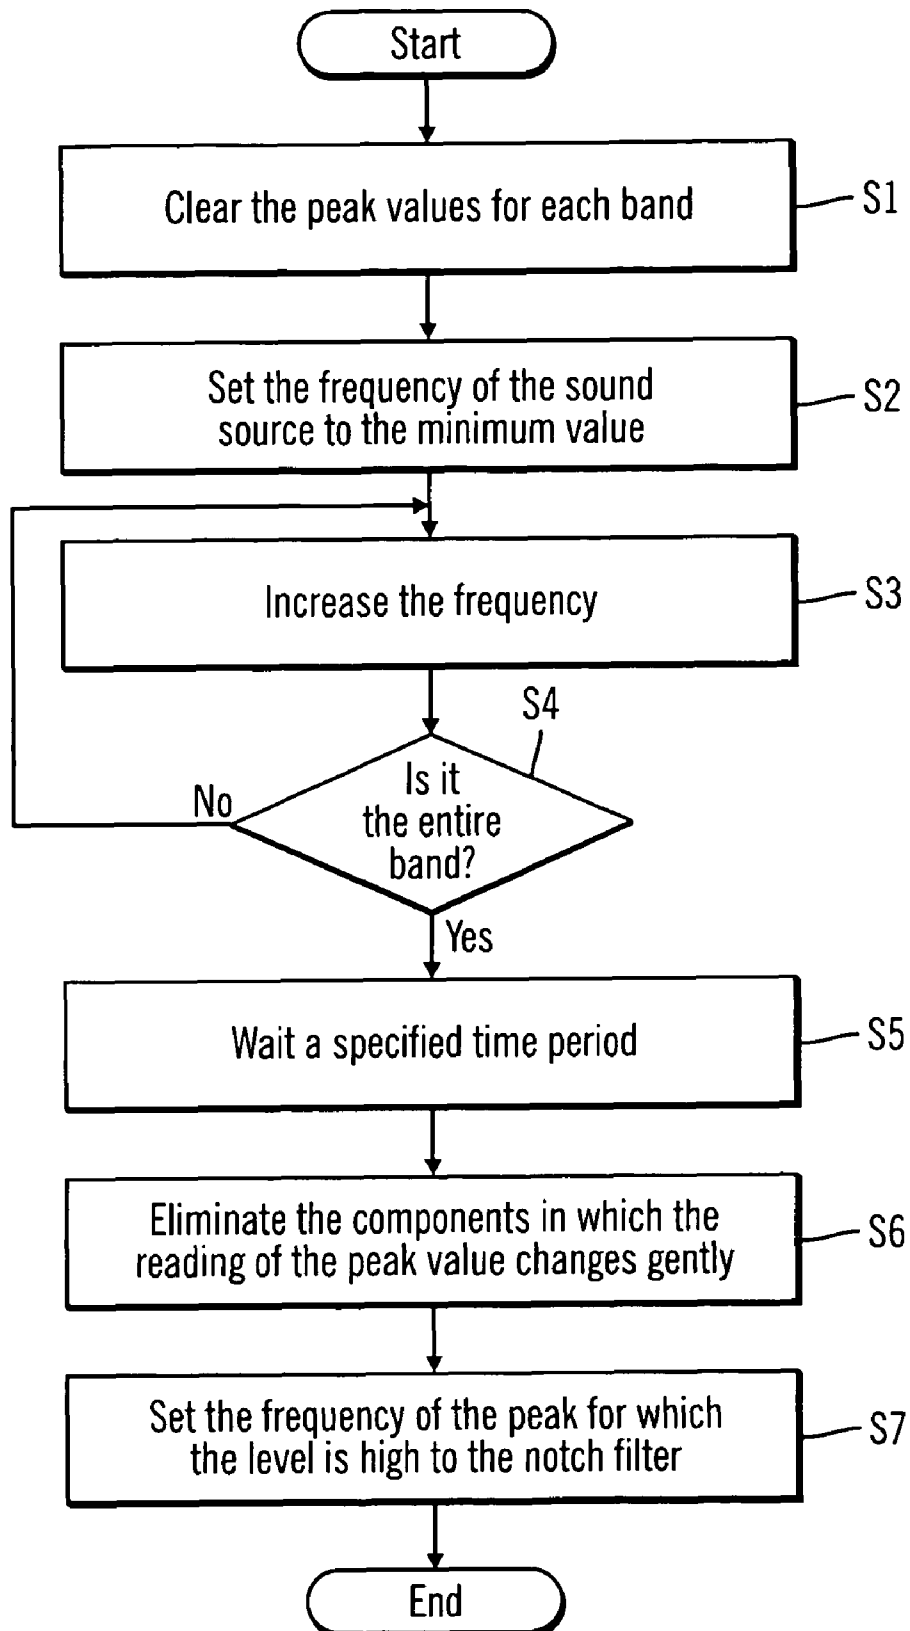 Start
Clear the peak values for each band
S1
Set the frequency of the sound
source to the minimum value
S2
Increase the frequency
S3
S4
Is it
the entire
band?
No
Yes
Wait a specified time period
S5
Eliminate the components in which the
reading of the peak value changes gently
S6
Set the frequency of the peak for which
the level is high to the notch filter
S7
End